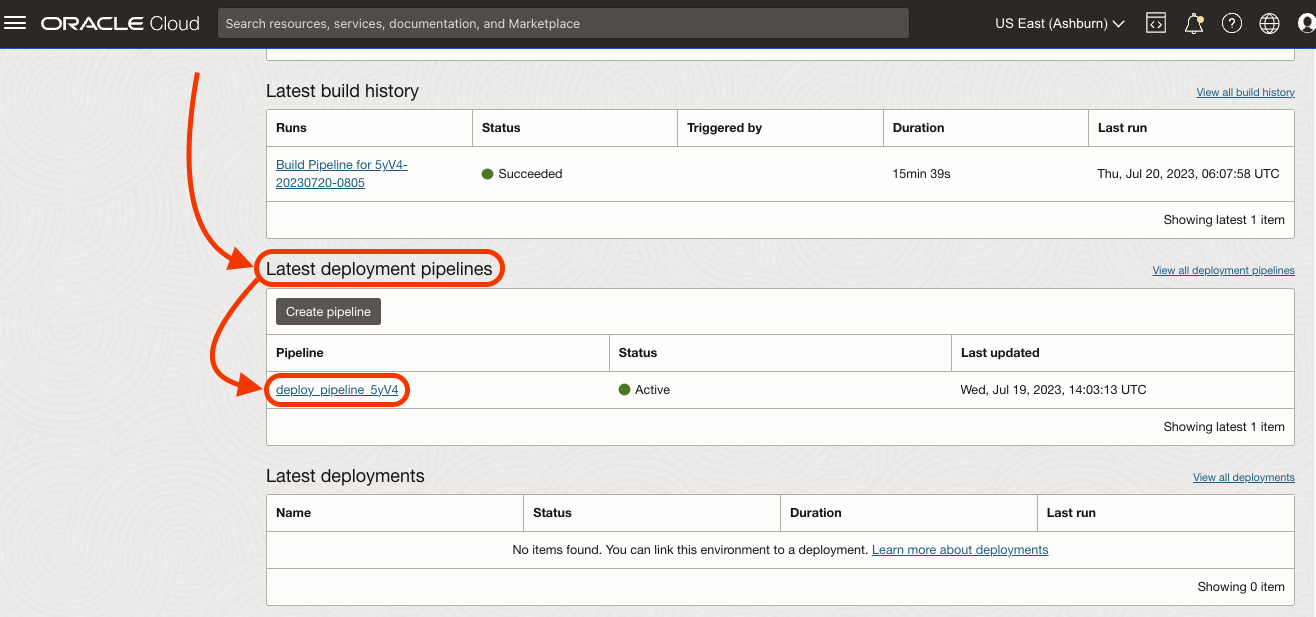 ORACLE Cloud
Search resources, services, documentation, and Marketplace
US East (Ashburn)
Latest build history
View all build history
Runs Status Triggered by Duration Last run
Build Pipeline for 5yV4-
20230720-0805
Succeeded 15min 39s Thu, Jul 20, 2023, 06:07:58 UTC
Showing latest 1 item
Latest deployment pipelines
View all deployment pipelines
Create pipeline
Pipeline Status Last updated
deploy_pipeline_5yV4 Active Wed, Jul 19, 2023, 14:03:13 UTC
Showing latest 1 item
Latest deployments
View all deployments
Name Status Duration Last run
No items found. You can link this environment to a deployment. Learn more about deployments
Showing 0 item